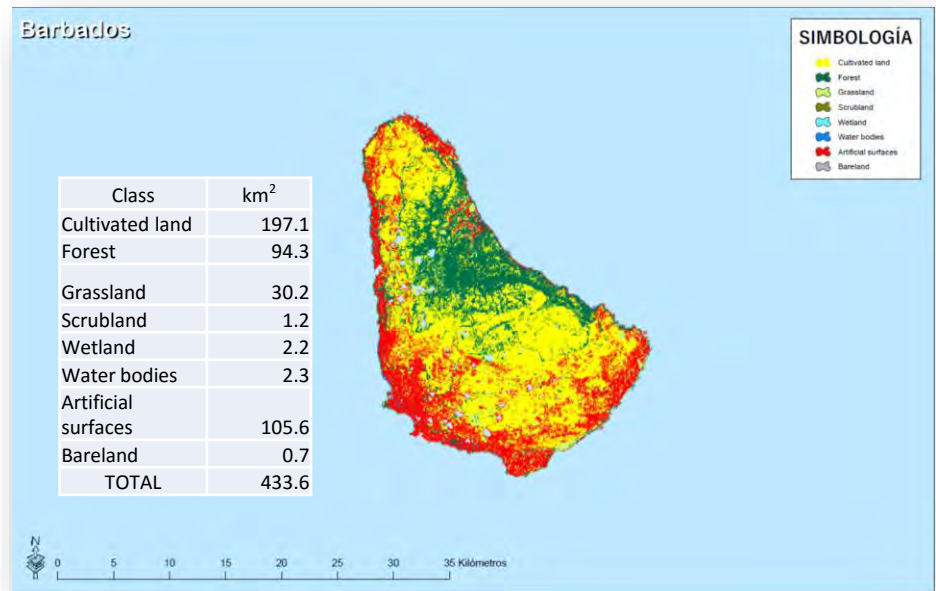 Barbados
SIMBOLOGÍA
Cultivated land
Forest
Grassland
Scrubland
Wetland
Water bodies
Artificial surfaces
Bareland
Class km²
Cultivated land 197.1
Forest 94.3
Grassland 30.2
Scrubland 1.2
Wetland 2.2
Water bodies 2.3
Artificial
surfaces 105.6
Bareland 0.7
TOTAL 433.6
N
0 5 10 15 20 25 30 35 Kilómetros